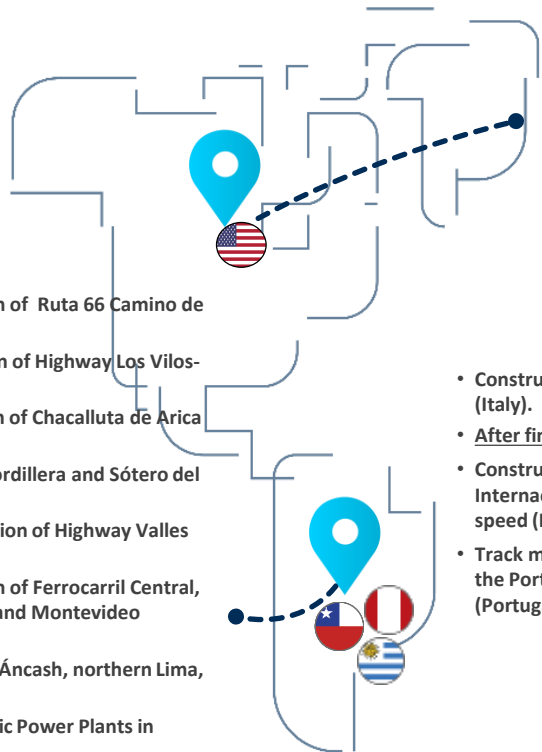 n of Ruta 66 Camino de
n of Highway Los Vilos-
n of Chacalluta de Arica
ordillera and Sótero del
ion of Highway Valles
n of Ferrocarril Central,
and Montevideo
Áncash, northern Lima,
ic Power Plants in
• Constru
(Italy).
• After fin
• Constru
Internac
speed (I
• Track m
the Port
(Portug